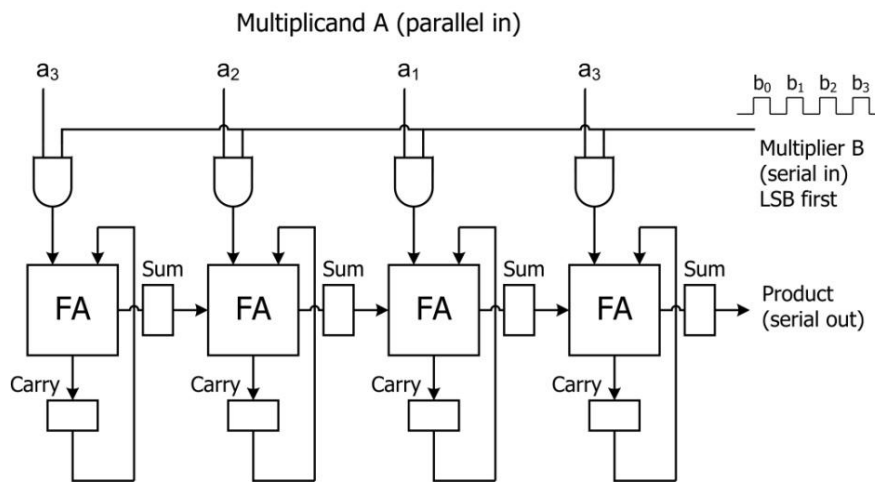 Multiplicand A (parallel in)
a₃ a₂ a₁ a₃
b₀ b₁ b₂ b₃
Multiplier B
(serial in)
LSB first
Sum Sum Sum Sum
FA FA FA FA
Product
(serial out)
Carry Carry Carry Carry